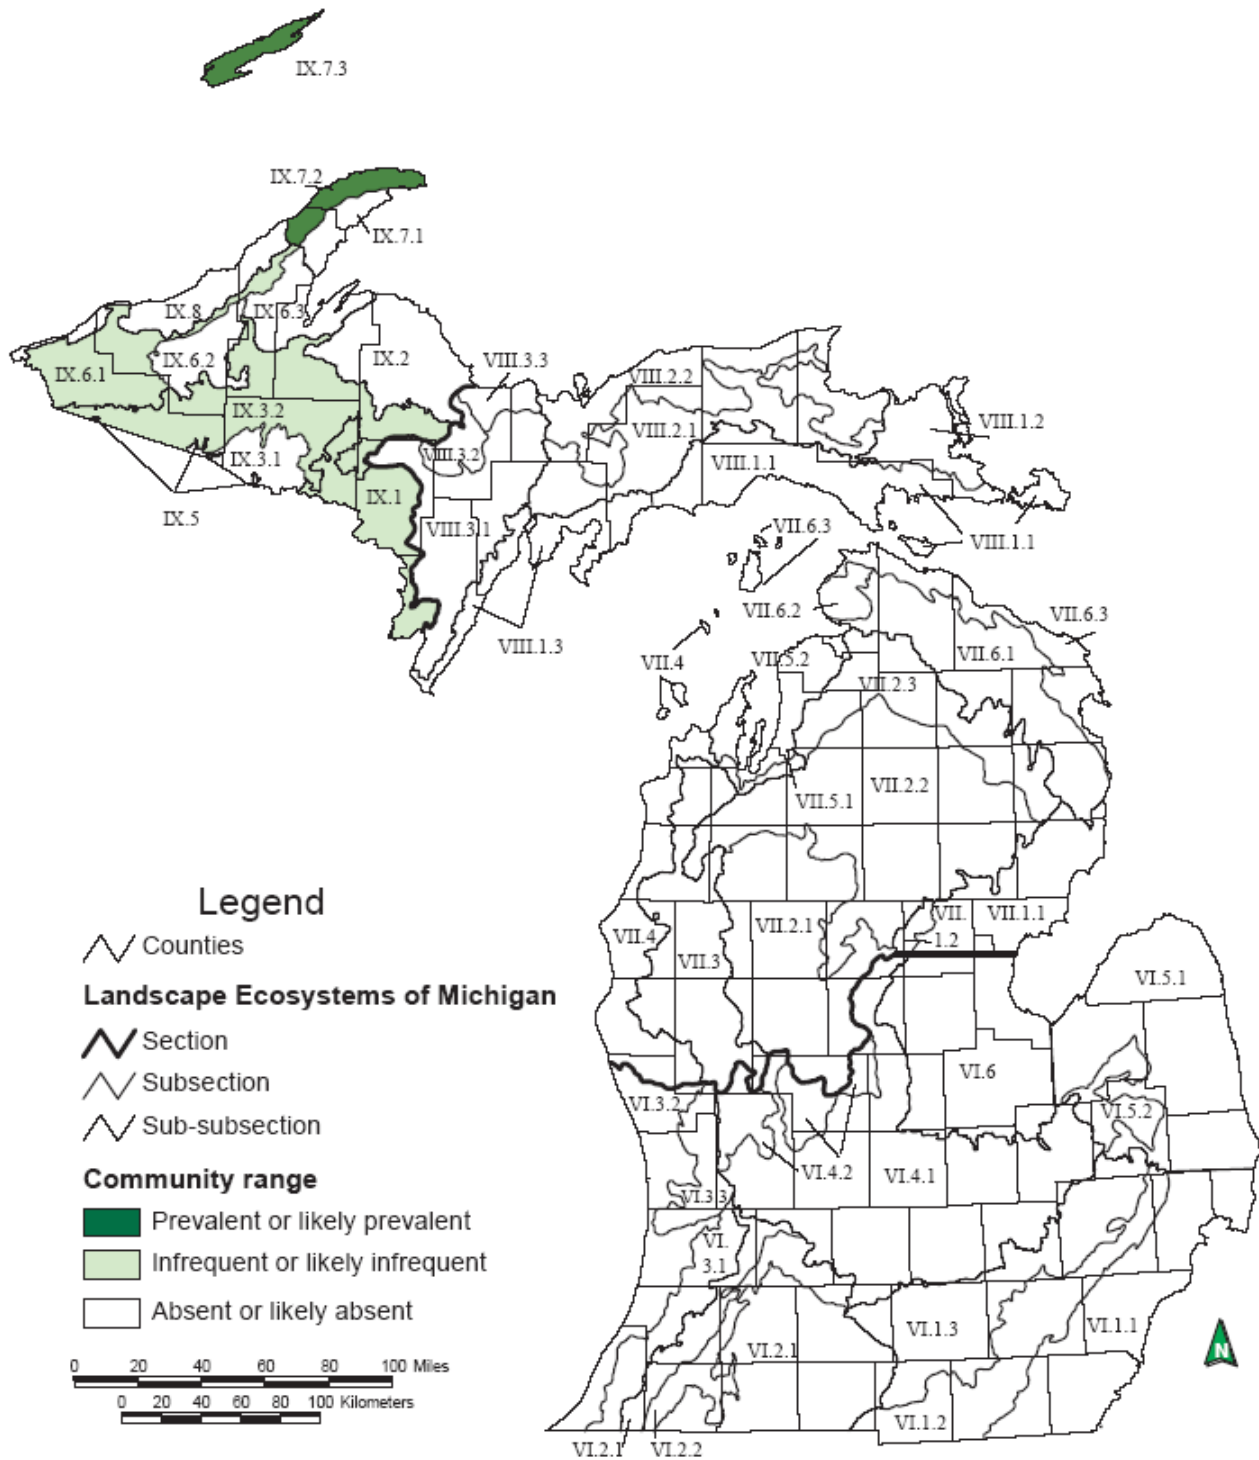 IX.7.3
IX.7.2
IX.7.1
IX.8
IX.6.3
IX.6.2
IX.2
IX.6.1
VIII.3.3
VIII.2.2
IX.3.2
VIII.2.1
VIII.1.2
IX.3.1
VIII.3.2
VIII.1.1
IX.1
IX.5
VIII.3.1
VII.6.3
VIII.1.1
VII.6.2
VII.6.3
VIII.1.3
VII.4
VII.5.2
VII.6.1
VII.2.3
VII.5.1
VII.2.2
Legend
Counties
Landscape Ecosystems of Michigan
Section
Subsection
Sub-subsection
Community range
Prevalent or likely prevalent
Infrequent or likely infrequent
Absent or likely absent
0 20 40 60 80 100 Miles
0 20 40 60 80 100 Kilometers
VII.4
VII.3
VII.2.1
VII.
1.2
VII.1.1
VI.5.1
VI.6
VI.3.2
VI.5.2
VI.4.2
VI.4.1
VI.3.3
VI.
3.1
VI.2.1
VI.1.3
VI.1.1
VI.1.2
VI.2.1
VI.2.2
N